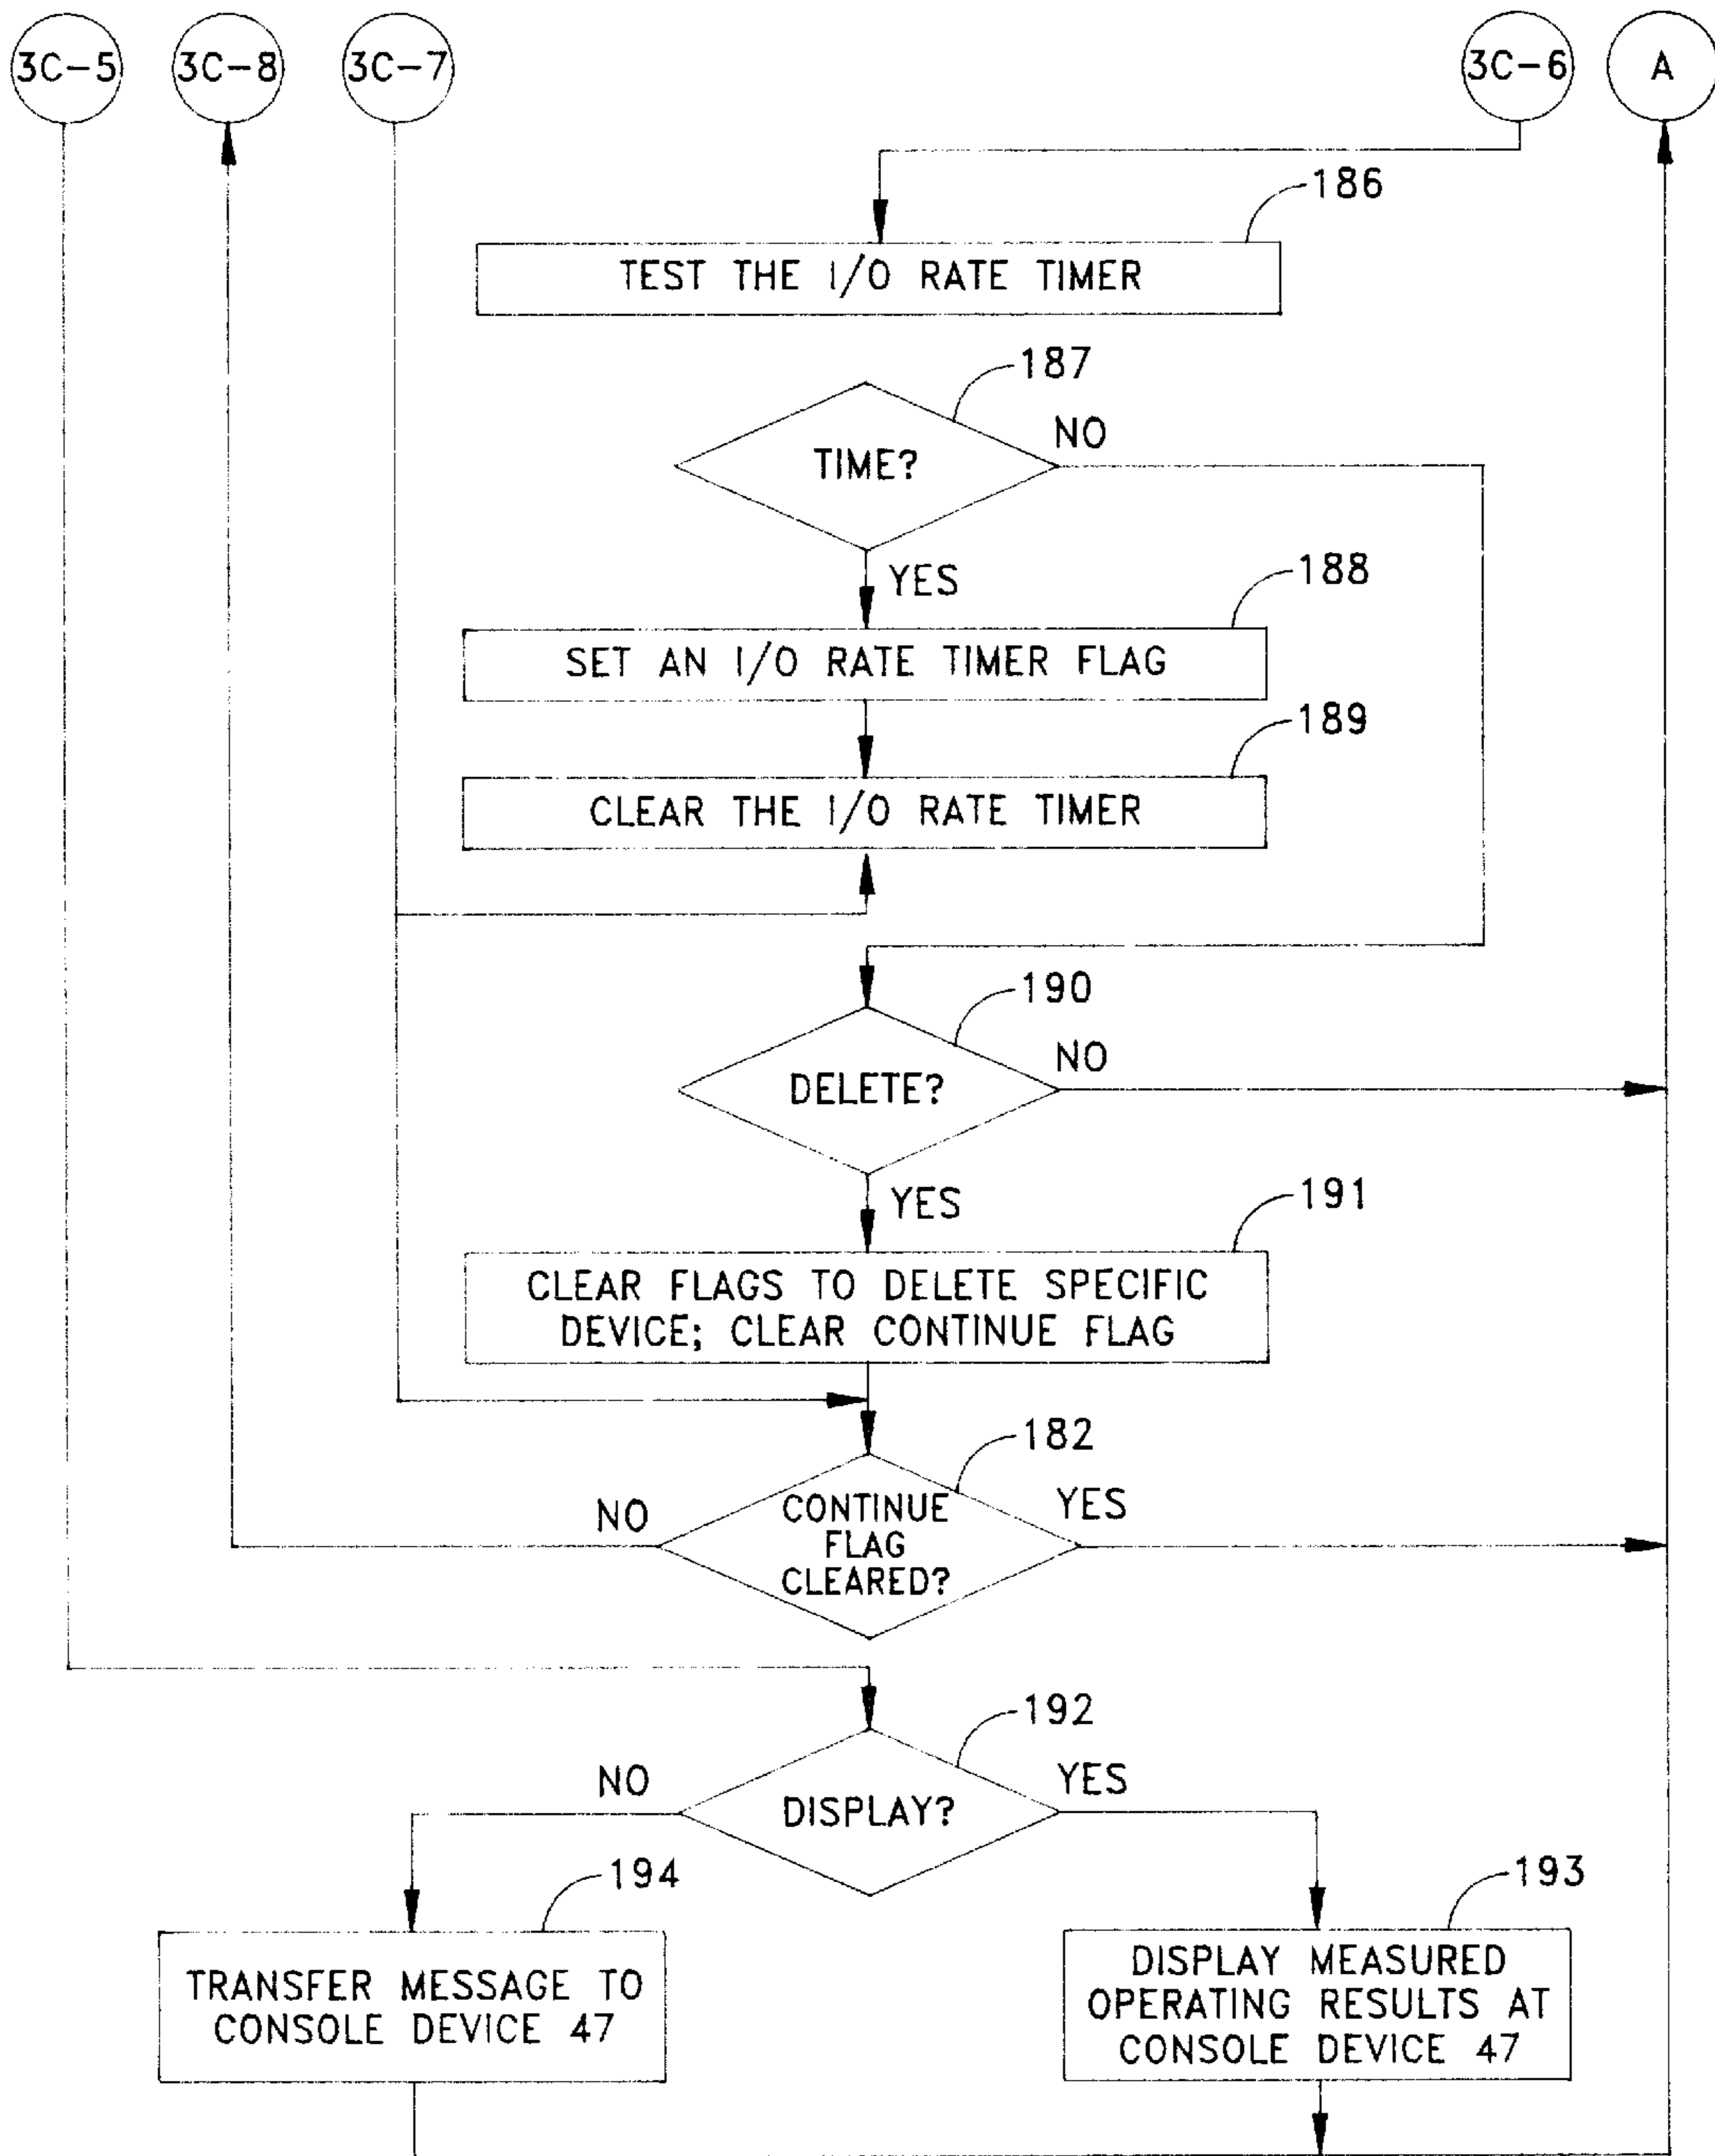 3C-5
3C-8
3C-7
3C-6
A
186
TEST THE I/O RATE TIMER
187
TIME?
NO
YES
188
SET AN I/O RATE TIMER FLAG
189
CLEAR THE I/O RATE TIMER
190
DELETE?
NO
YES
191
CLEAR FLAGS TO DELETE SPECIFIC
DEVICE; CLEAR CONTINUE FLAG
182
NO
CONTINUE
FLAG
CLEARED?
YES
192
NO
DISPLAY?
YES
194
TRANSFER MESSAGE TO
CONSOLE DEVICE 47
193
DISPLAY MEASURED
OPERATING RESULTS AT
CONSOLE DEVICE 47